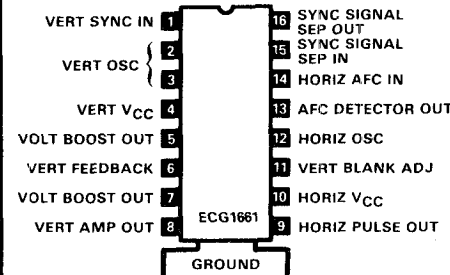 VERT SYNC IN 1
VERT OSC
2
3
VERT VCC 4
VOLT BOOST OUT 5
VERT FEEDBACK 6
VOLT BOOST OUT 7
VERT AMP OUT 8
16 SYNC SIGNAL
SEP OUT
15 SYNC SIGNAL
SEP IN
14 HORIZ AFC IN
13 AFC DETECTOR OUT
12 HORIZ OSC
11 VERT BLANK ADJ
10 HORIZ VCC
9 HORIZ PULSE OUT
ECG1661
GROUND